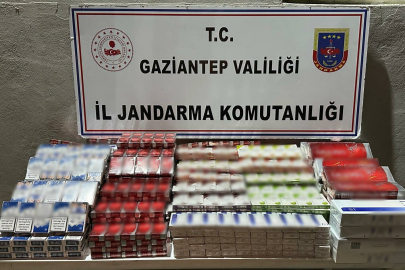 T.C.
GAZİANTEP VALİLİĞİ
İL JANDARMA KOMUTANLIĞI